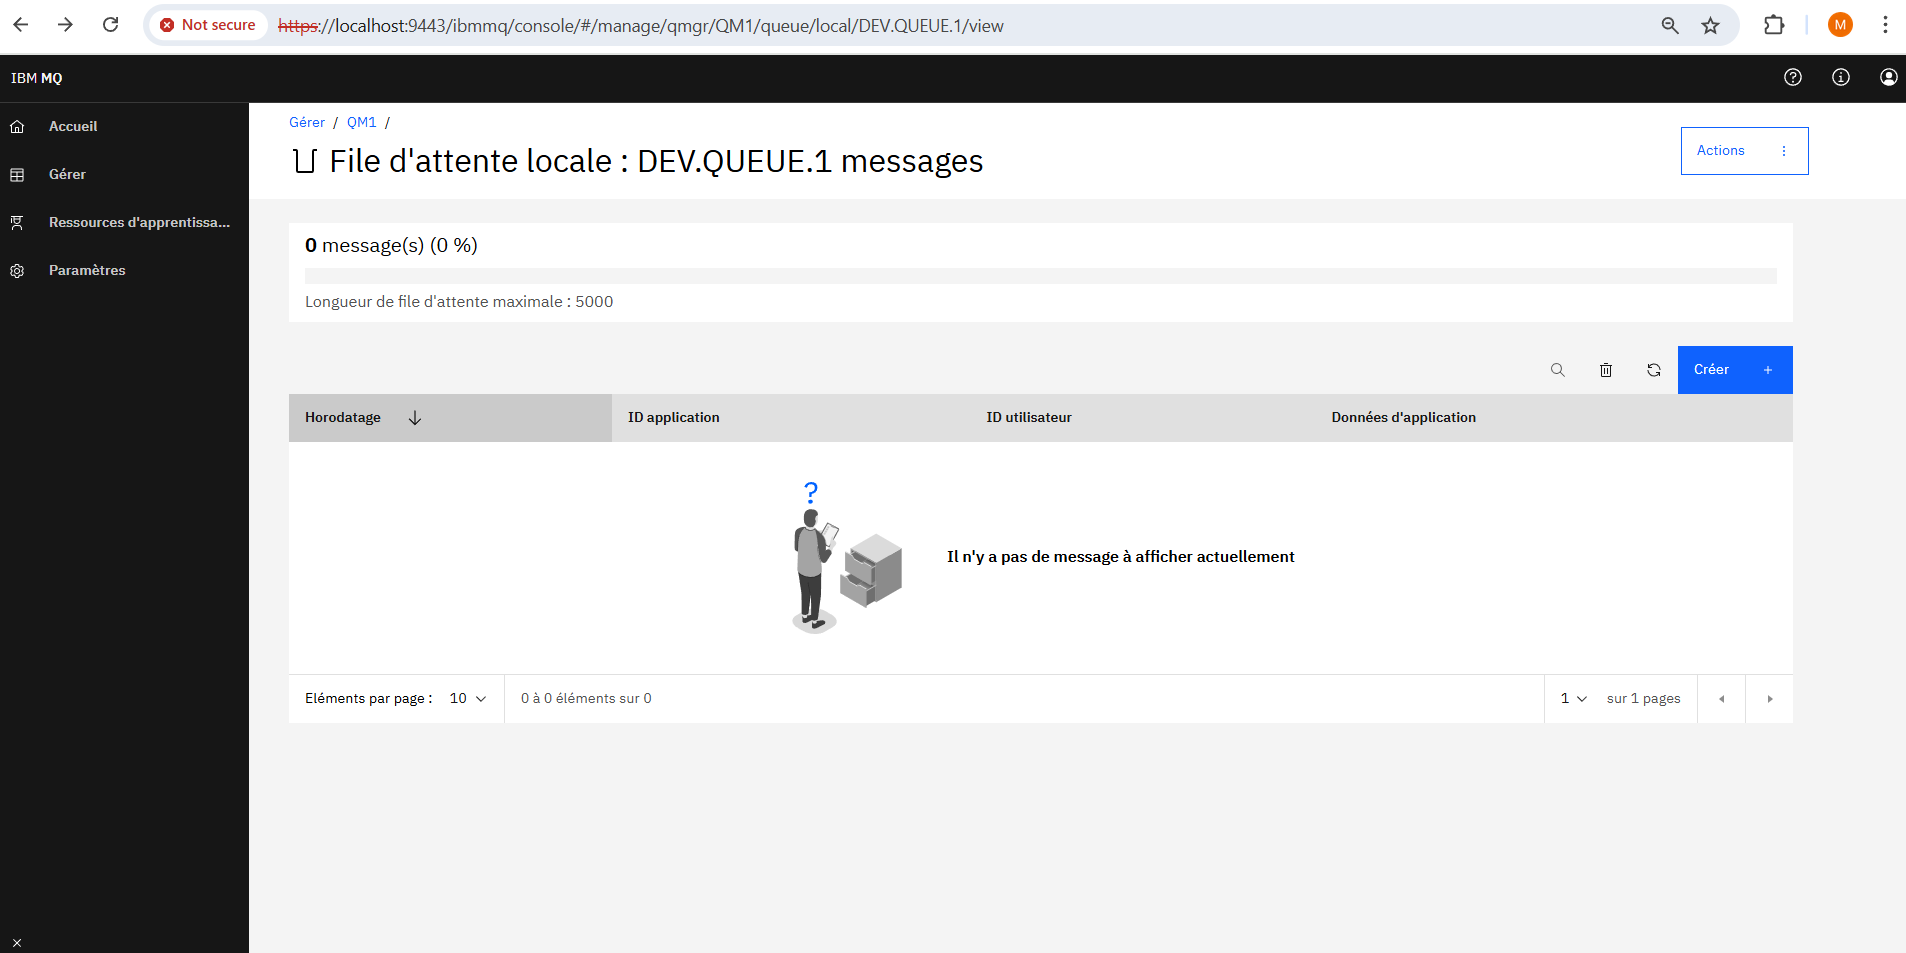 Not secure https://localhost:9443/ibmmq/console/#/manage/qmgr/QM1/queue/local/DEV.QUEUE.1/view M
IBM MQ
Accueil
Gérer
Ressources d'apprentissa...
Paramètres
Gérer / QM1 /
File d'attente locale : DEV.QUEUE.1 messages
Actions
0 message(s) (0 %)
Longueur de file d'attente maximale : 5000
Créer +
Horodatage ID application ID utilisateur Données d'application
?
Il n'y a pas de message à afficher actuellement
Eléments par page : 10 0 à 0 éléments sur 0 1 sur 1 pages